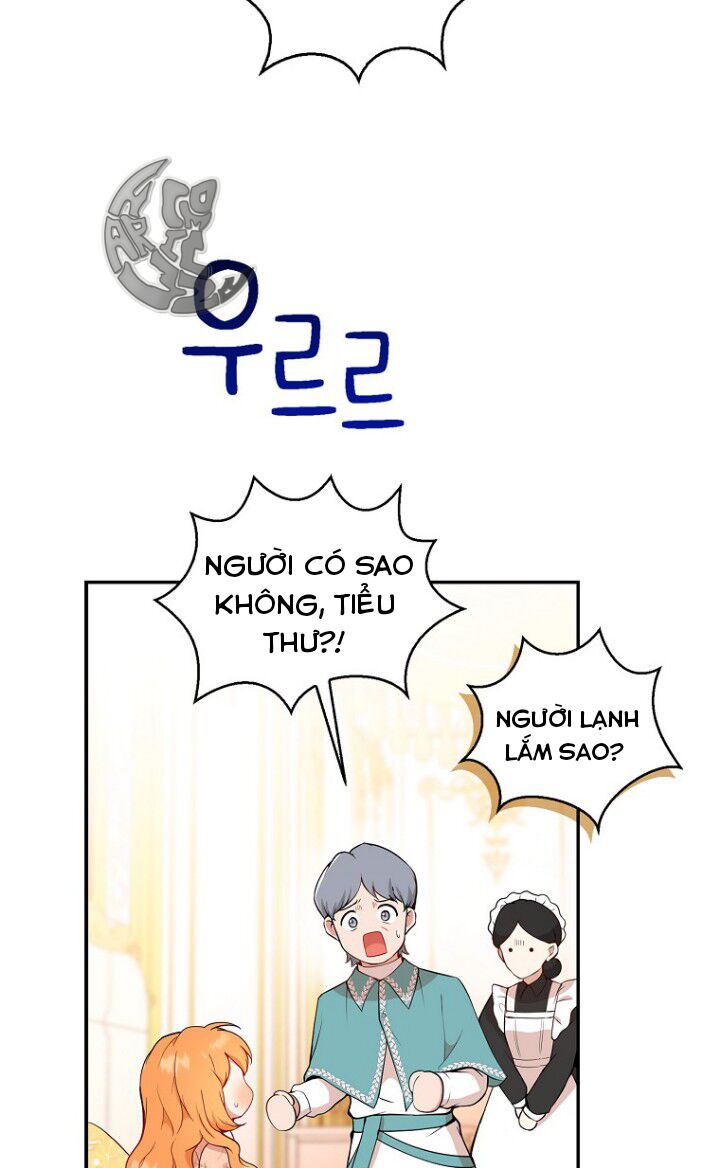 우르르
NGƯỜI CÓ SAO
KHÔNG, TIỂU
THƯ?!
NGƯỜI LẠNH
LẮM SAO?